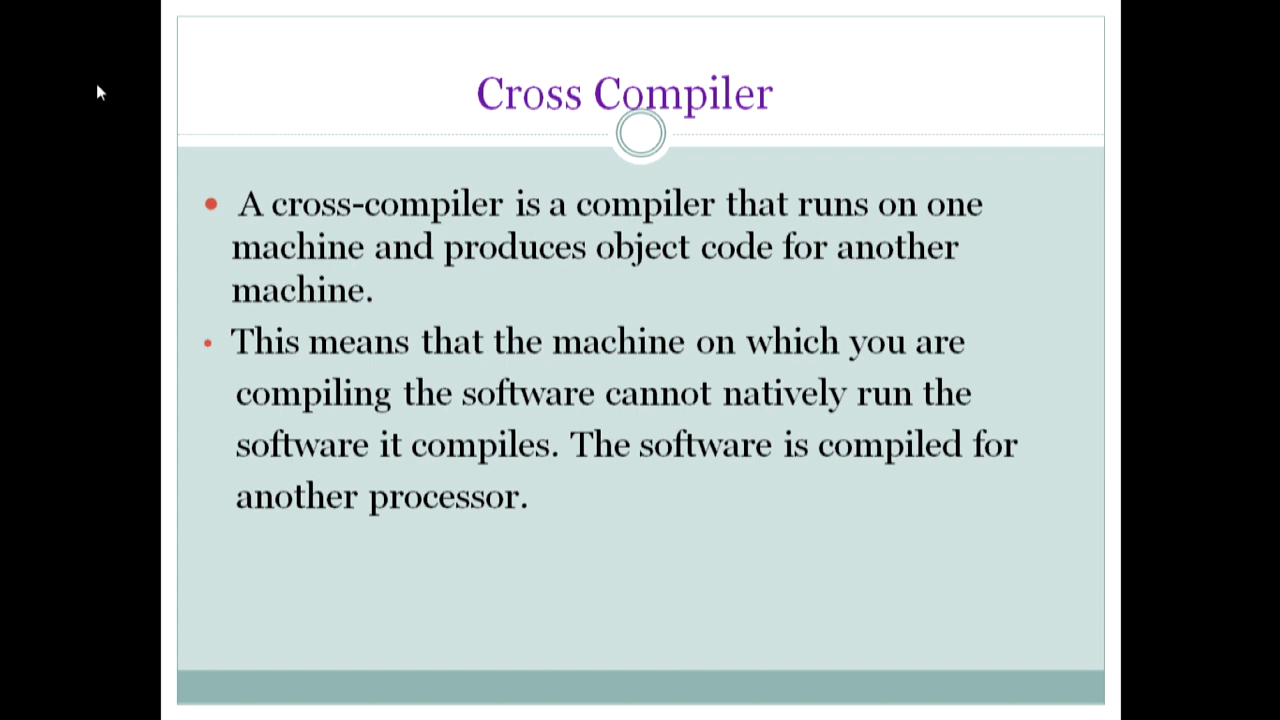 Cross Compiler
• A cross-compiler is a compiler that runs on one
machine and produces object code for another
machine.
• This means that the machine on which you are
compiling the software cannot natively run the
software it compiles. The software is compiled for
another processor.